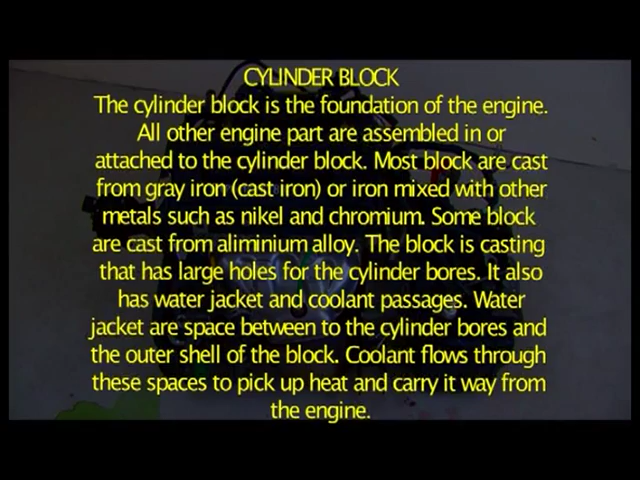 CYLINDER BLOCK
The cylinder block is the foundation of the engine.
All other engine part are assembled in or
attached to the cylinder block. Most block are cast
from gray iron (cast iron) or iron mixed with other
metals such as nikel and chromium. Some block
are cast from aliminium alloy. The block is casting
that has large holes for the cylinder bores. It also
has water jacket and coolant passages. Water
jacket are space between to the cylinder bores and
the outer shell of the block. Coolant flows through
these spaces to pick up heat and carry it way from
the engine.